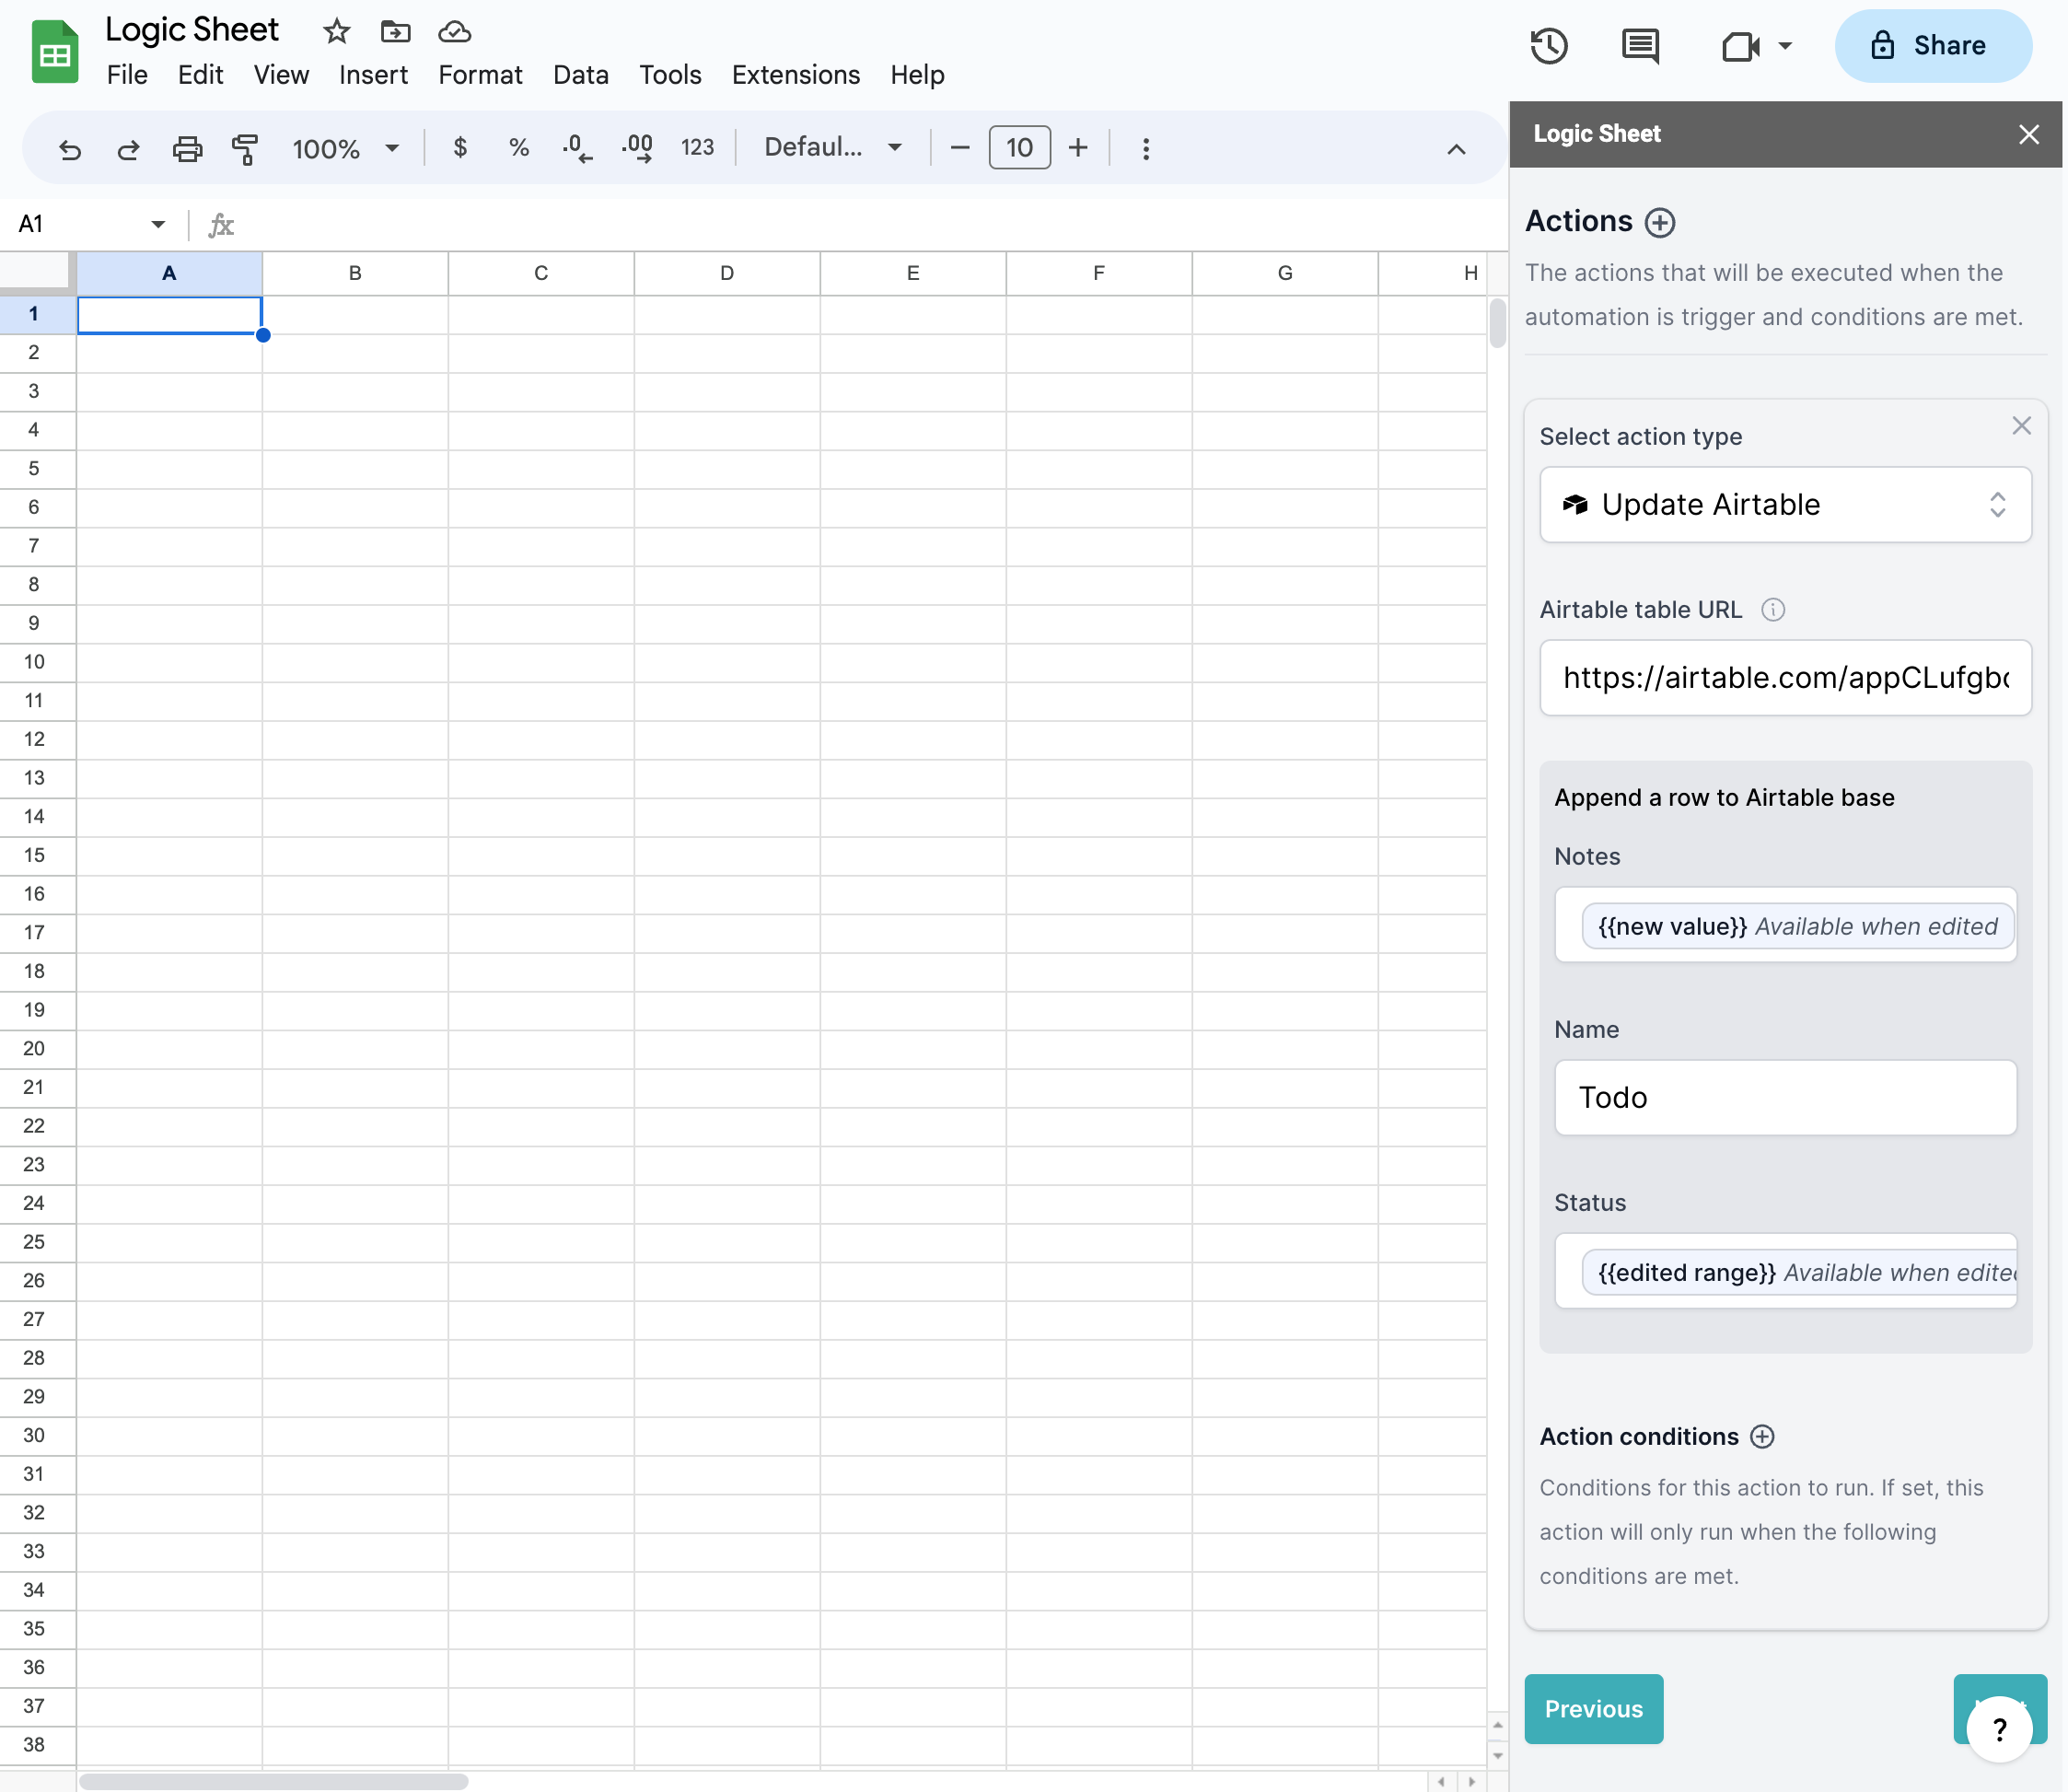 Logic Sheet
File Edit View Insert Format Data Tools Extensions Help
Share
100% $ % .0 .00 123 Defaul... 10
A1 fx
A B C D E F G H
1
2
3
4
5
6
7
8
9
10
11
12
13
14
15
16
17
18
19
20
21
22
23
24
25
26
27
28
29
30
31
32
33
34
35
36
37
38
Logic Sheet
Actions
The actions that will be executed when the
automation is trigger and conditions are met.
Select action type
Update Airtable
Airtable table URL
https://airtable.com/appCLufgbc
Append a row to Airtable base
Notes
{{new value}} Available when edited
Name
Todo
Status
{{edited range}} Available when edited
Action conditions
Conditions for this action to run. If set, this
action will only run when the following
conditions are met.
Previous
?